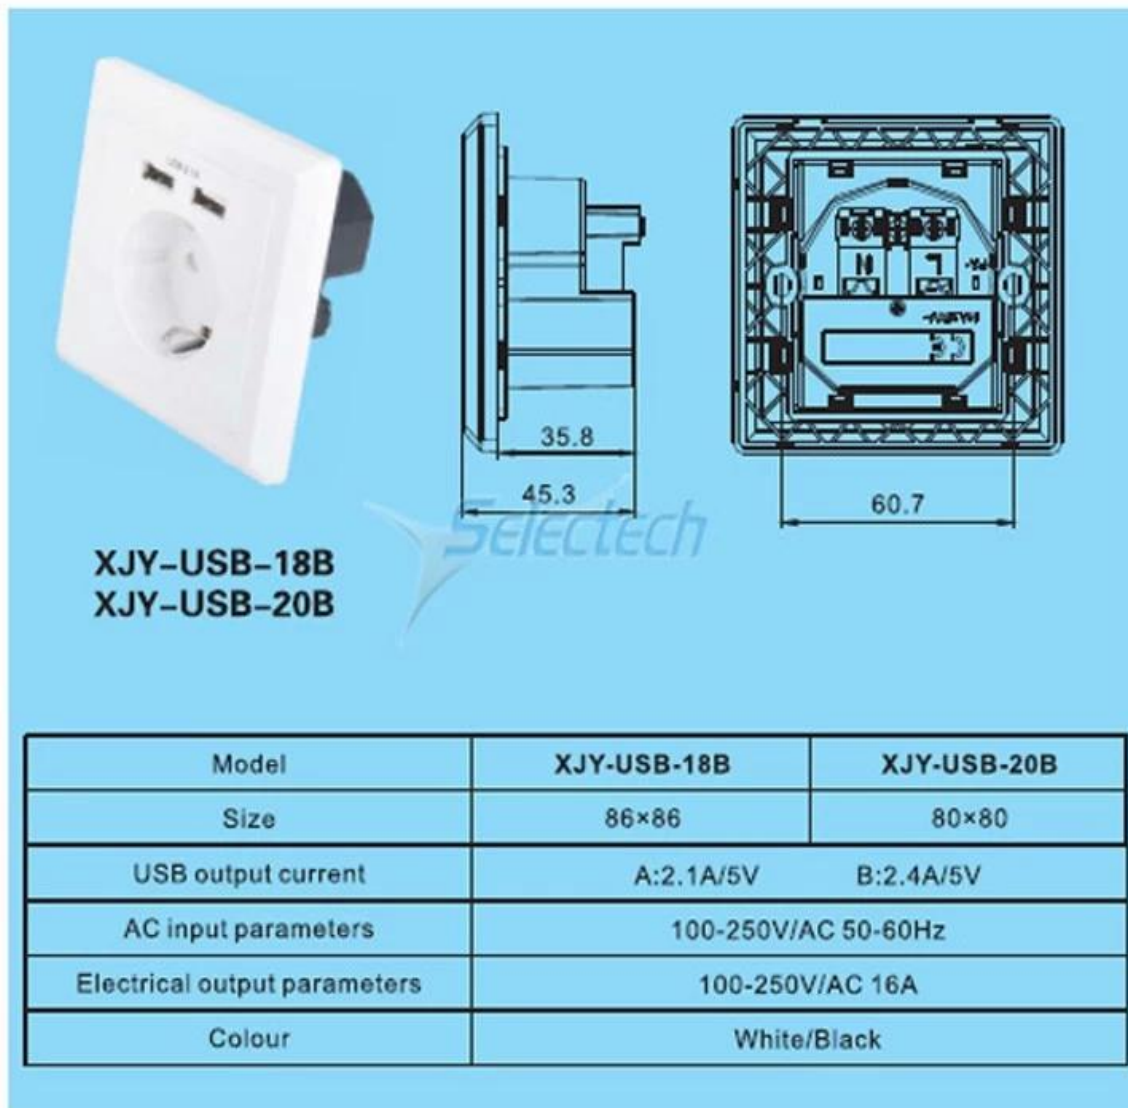 35.8
45.3
60.7
Selectech
XJY-USB-18B
XJY-USB-20B
Model XJY-USB-18B XJY-USB-20B
Size 86×86 80×80
USB output current A:2.1A/5V B:2.4A/5V
AC input parameters 100-250V/AC 50-60Hz
Electrical output parameters 100-250V/AC 16A
Colour White/Black